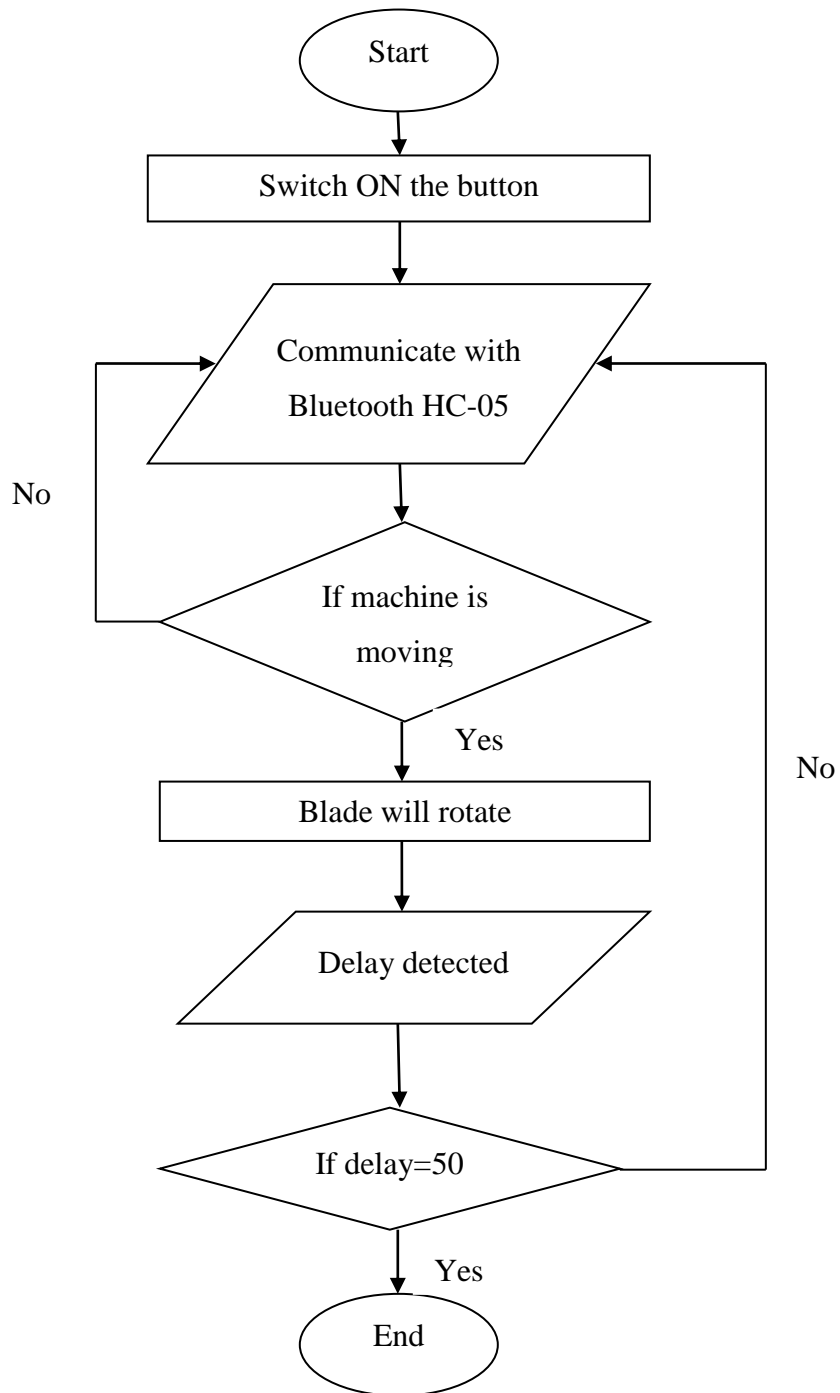 Start
Switch ON the button
Communicate with
Bluetooth HC-05
No
If machine is
moving
Yes
No
Blade will rotate
Delay detected
If delay=50
Yes
End